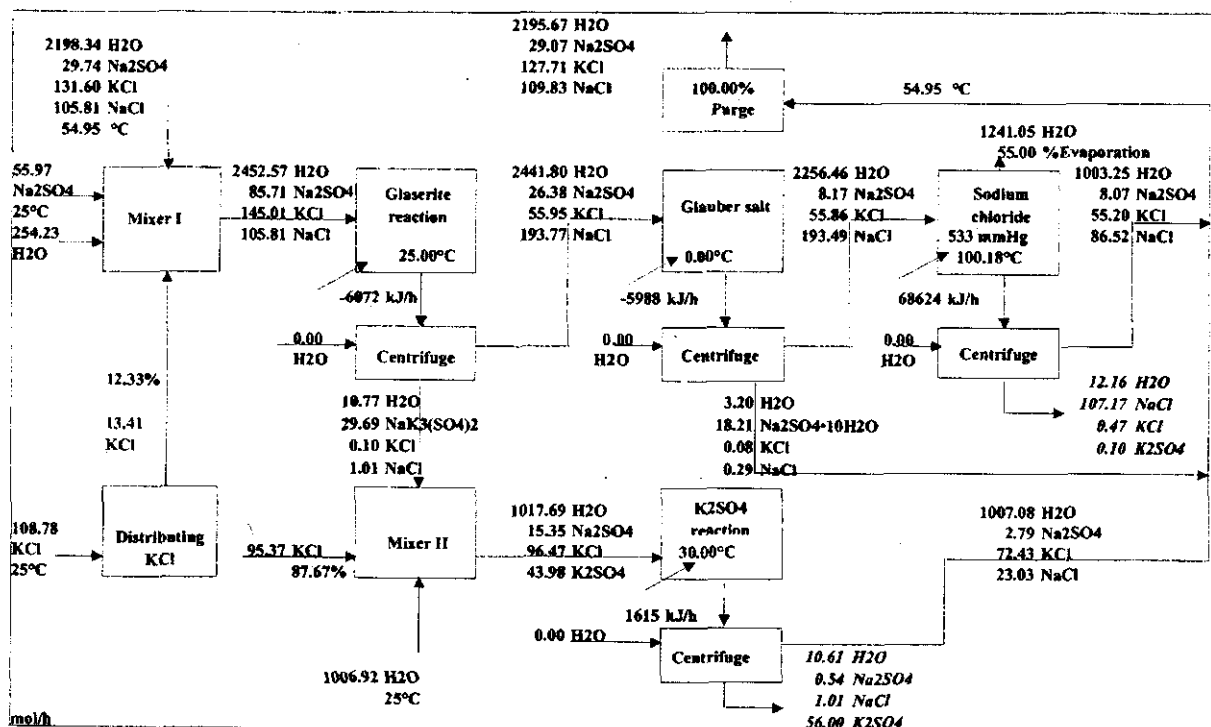 2198.34 H2O
29.74 Na2SO4
131.60 KCl
105.81 NaCl
54.95 °C
2195.67 H2O
29.07 Na2SO4
127.71 KCl
109.83 NaCl
100.00%
Purge
54.95 °C
1241.05 H2O
55.00 %Evaporation
55.97
Na2SO4
25°C
254.23
H2O
Mixer I
2452.57 H2O
85.71 Na2SO4
145.01 KCl
105.81 NaCl
Glaserite
reaction
25.00°C
-6072 kJ/h
2441.80 H2O
26.38 Na2SO4
55.95 KCl
193.77 NaCl
Glauber salt
0.00°C
-5988 kJ/h
2256.46 H2O
8.17 Na2SO4
55.86 KCl
193.49 NaCl
Sodium
chloride
533 mmHg
100.18°C
68624 kJ/h
1003.25 H2O
8.07 Na2SO4
55.20 KCl
86.52 NaCl
0.00
H2O
Centrifuge
0.00
H2O
Centrifuge
0.00
H2O
Centrifuge
12.16 H2O
107.17 NaCl
0.47 KCl
0.10 K2SO4
12.33%
13.41
KCl
10.77 H2O
29.69 NaK3(SO4)2
0.10 KCl
1.01 NaCl
3.20 H2O
18.21 Na2SO4•10H2O
0.08 KCl
0.29 NaCl
108.78
KCl
25°C
Distributing
KCl
95.37 KCl
87.67%
Mixer II
1017.69 H2O
15.35 Na2SO4
96.47 KCl
43.98 K2SO4
K2SO4
reaction
30.00°C
1615 kJ/h
1007.08 H2O
2.79 Na2SO4
72.43 KCl
23.03 NaCl
0.00 H2O
Centrifuge
10.61 H2O
0.54 Na2SO4
1.01 NaCl
56.00 K2SO4
1006.92 H2O
25°C
mol/h